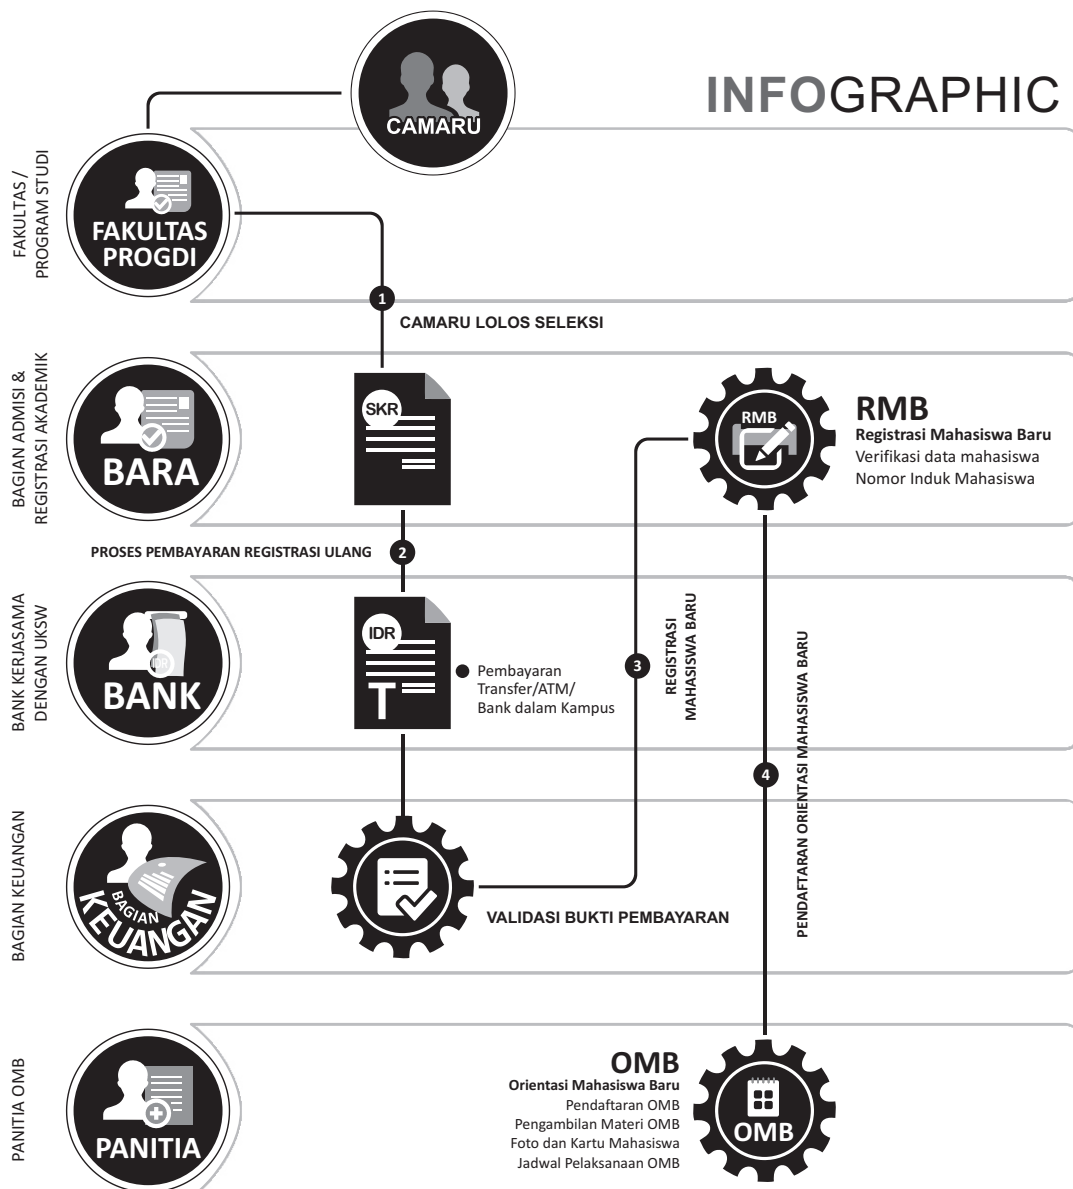 CAMARU
INFOGRAPHIC
FAKULTAS /
PROGRAM STUDI
FAKULTAS
PROGDI
1
CAMARU LOLOS SELEKSI
BAGIAN ADMISI &
REGISTRASI AKADEMIK
BARA
SKR
RMB
RMB
Registrasi Mahasiswa Baru
Verifikasi data mahasiswa
Nomor Induk Mahasiswa
PROSES PEMBAYARAN REGISTRASI ULANG
2
BANK KERJASAMA
DENGAN UKSW
IDR
BANK
IDR
T
Pembayaran
Transfer/ATM/
Bank dalam Kampus
3
REGISTRASI
MAHASISWA BARU
4
PENDAFTARAN ORIENTASI MAHASISWA BARU
BAGIAN KEUANGAN
BAGIAN
KEUANGAN
VALIDASI BUKTI PEMBAYARAN
PANITIA OMB
PANITIA
OMB
Orientasi Mahasiswa Baru
Pendaftaran OMB
Pengambilan Materi OMB
Foto dan Kartu Mahasiswa
Jadwal Pelaksanaan OMB
OMB